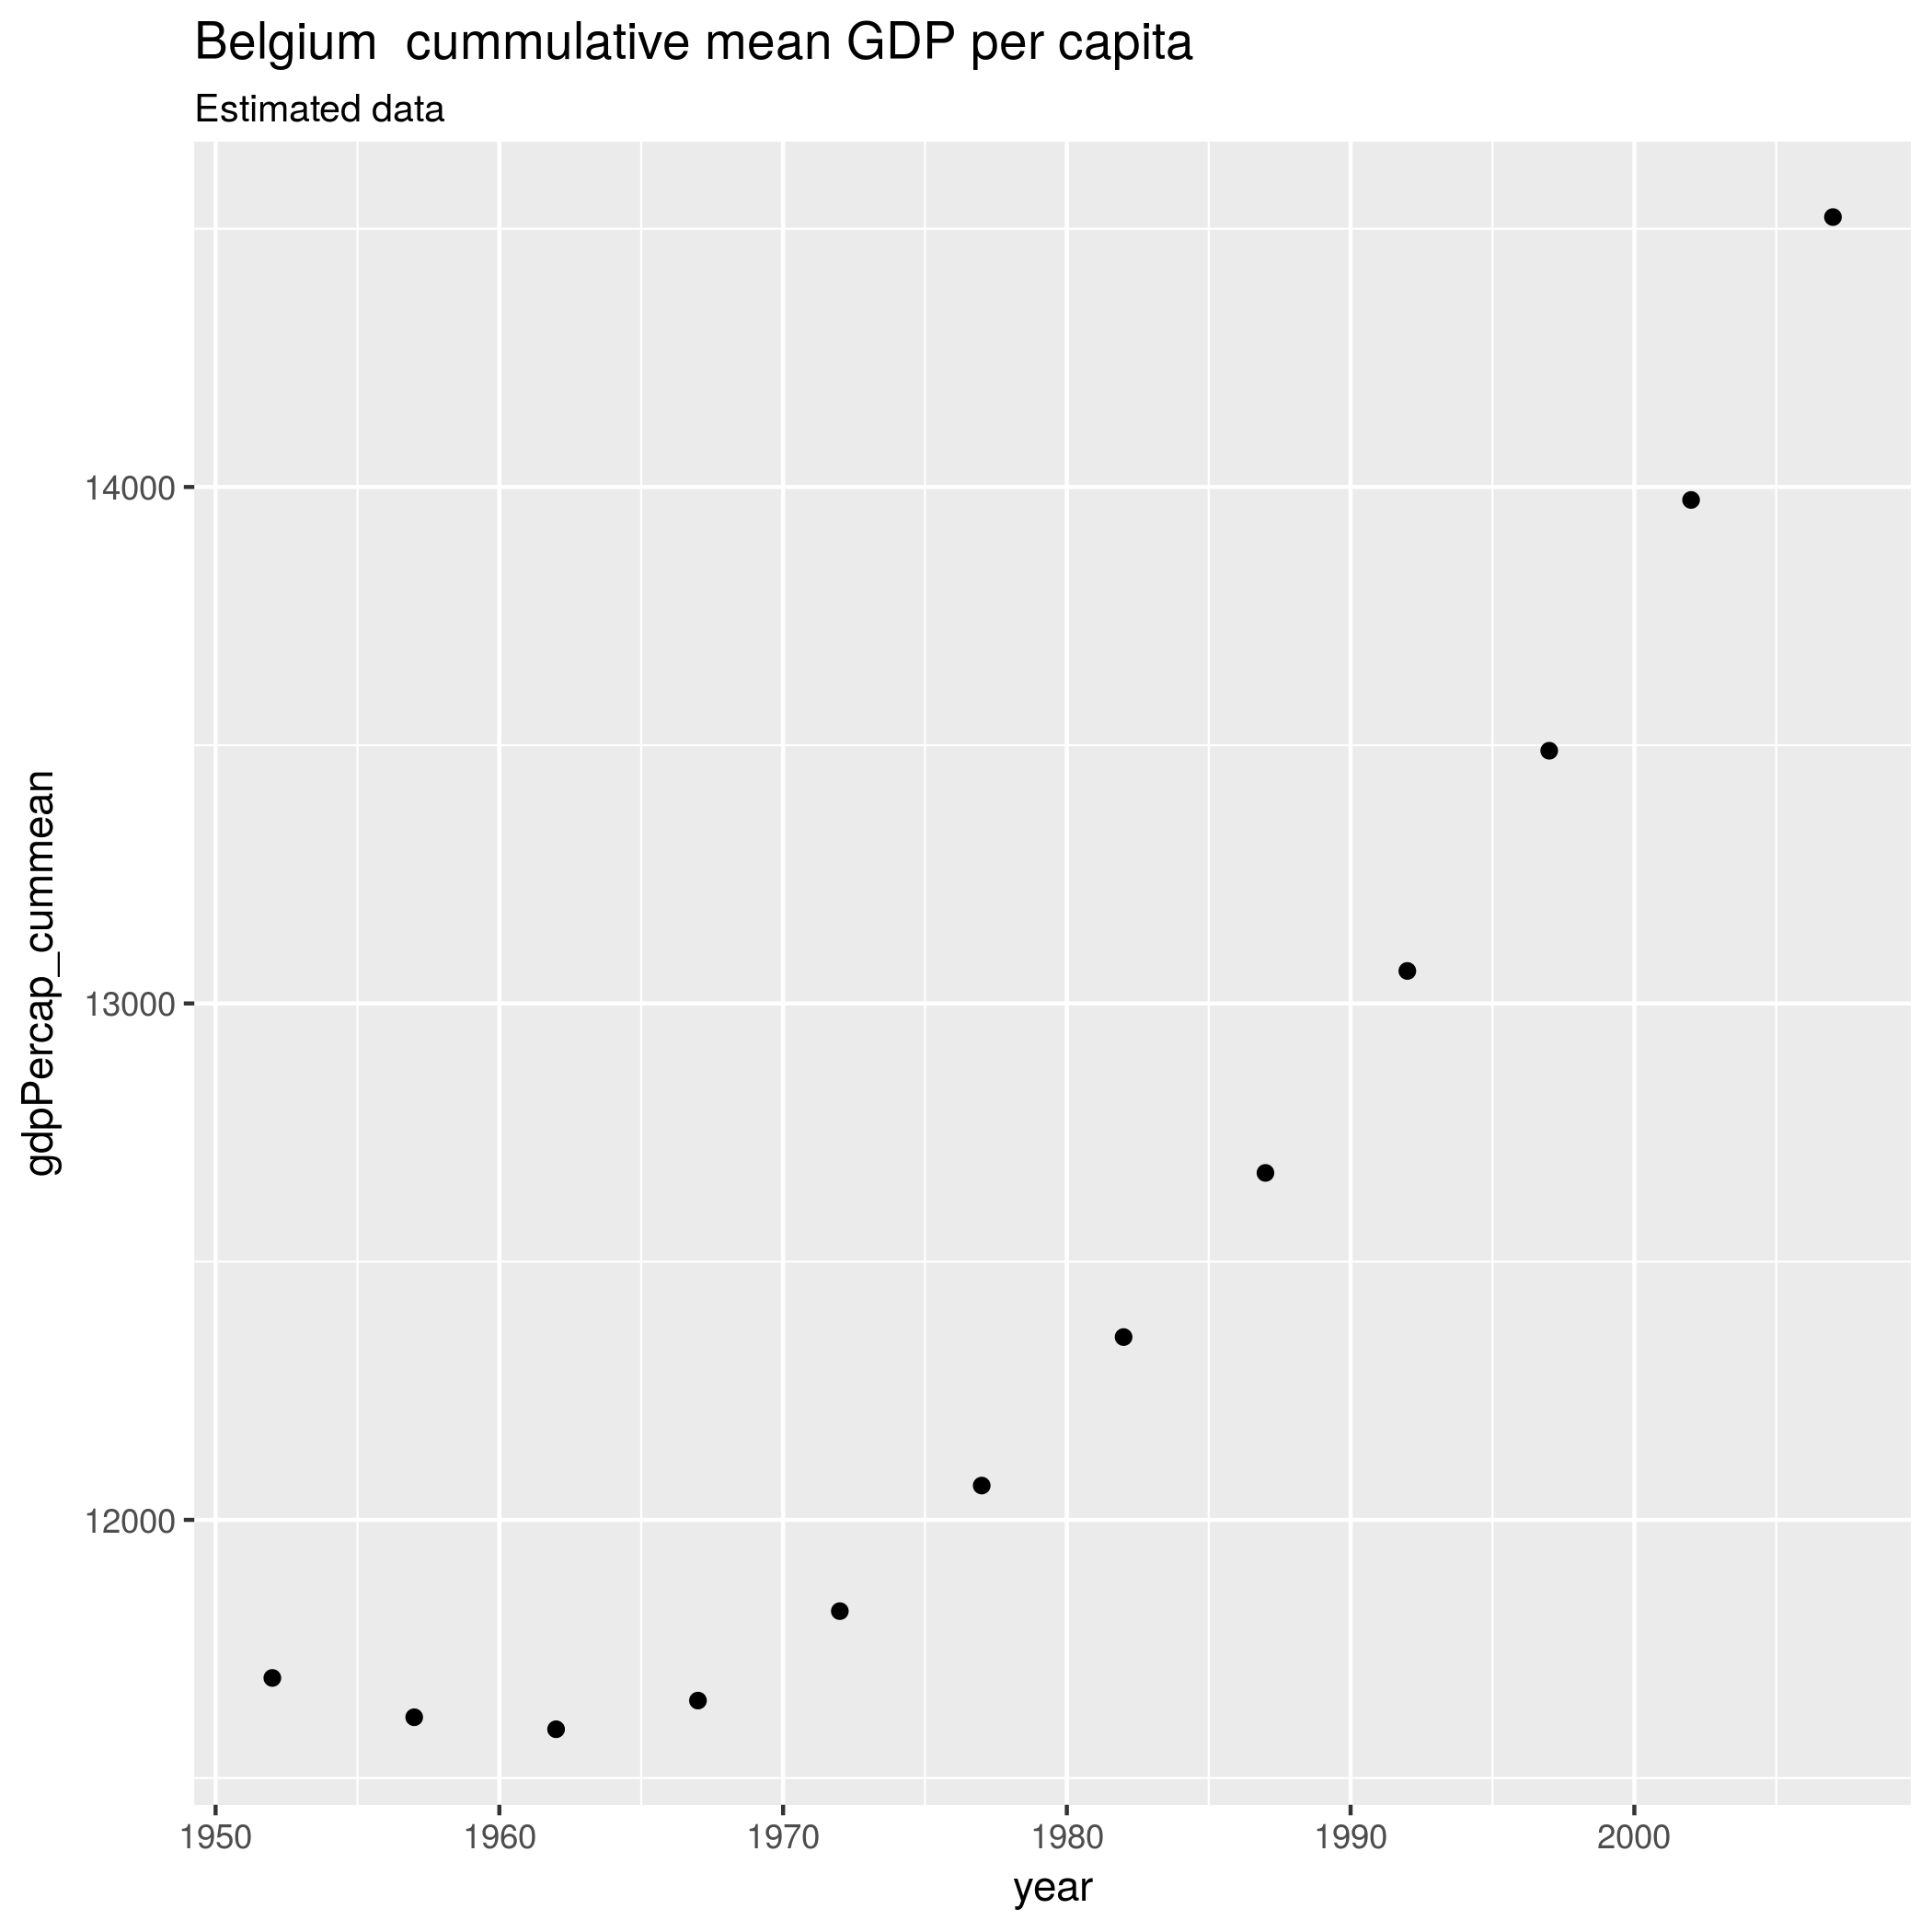 Belgium  cummulative mean GDP per capita
Estimated data
gdpPercap_cummean
14000
13000
12000
1950 1960 1970 1980 1990 2000
year